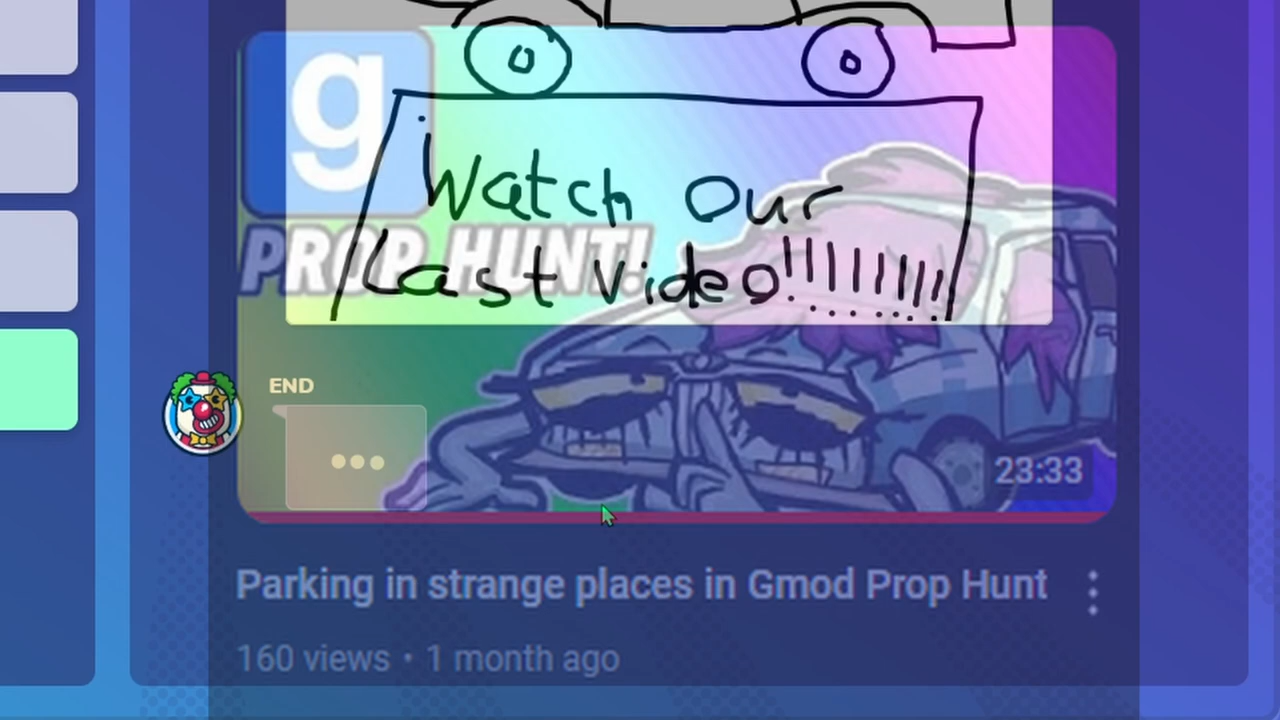 g
Watch Our
PROP HUNT!
Last Video!!!!!!!!!
END
23:33
Parking in strange places in Gmod Prop Hunt
160 views • 1 month ago